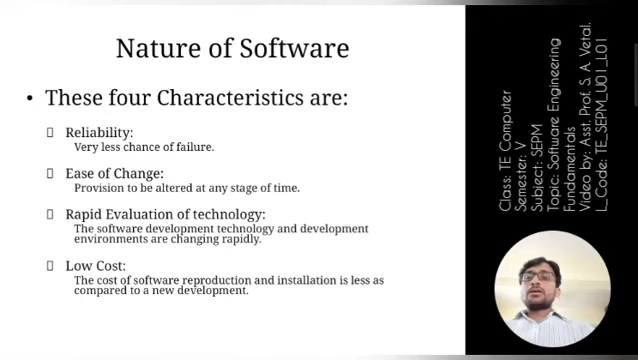 Nature of Software
• These four Characteristics are:
Reliability:
Very less chance of failure.
Ease of Change:
Provision to be altered at any stage of time.
Rapid Evaluation of technology:
The software development technology and development
environments are changing rapidly.
Low Cost:
The cost of software reproduction and installation is less as
compared to a new development.
Class: TE Computer
Semester: V
Subject: SEPM
Topic: Software Engineering
Fundamentals
Video by: Asst. Prof. S. A. Vetal.
L_Code: TE_SEPM_U01_L01